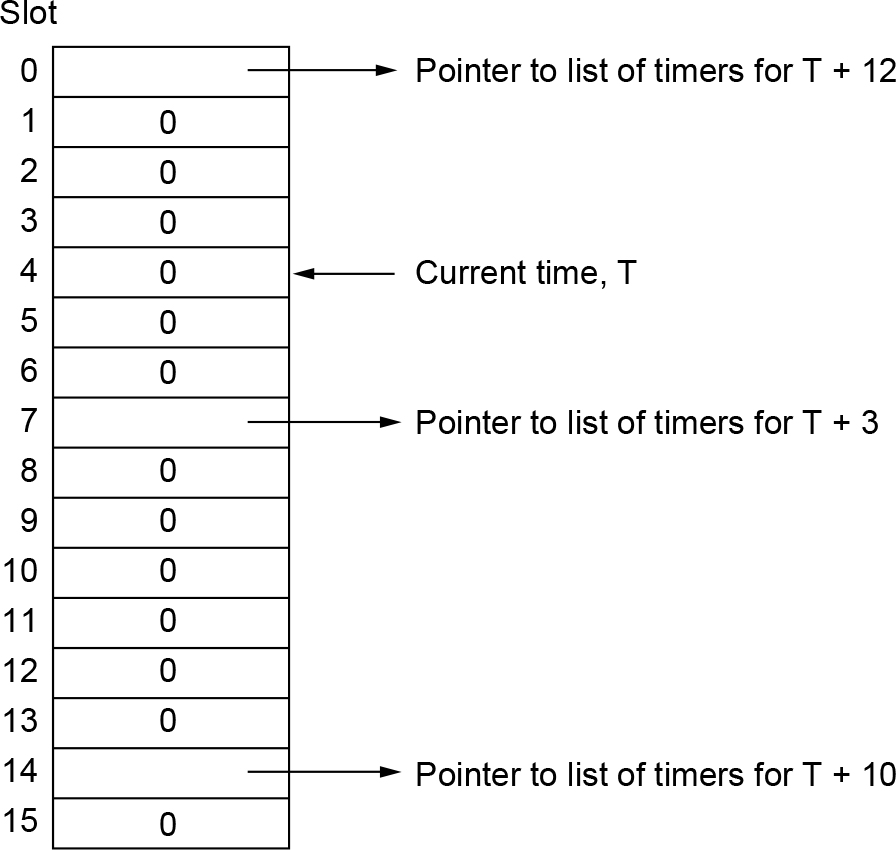 Slot
0 Pointer to list of timers for T + 12
1 0
2 0
3 0
4 0 Current time, T
5 0
6 0
7 Pointer to list of timers for T + 3
8 0
9 0
10 0
11 0
12 0
13 0
14 Pointer to list of timers for T + 10
15 0